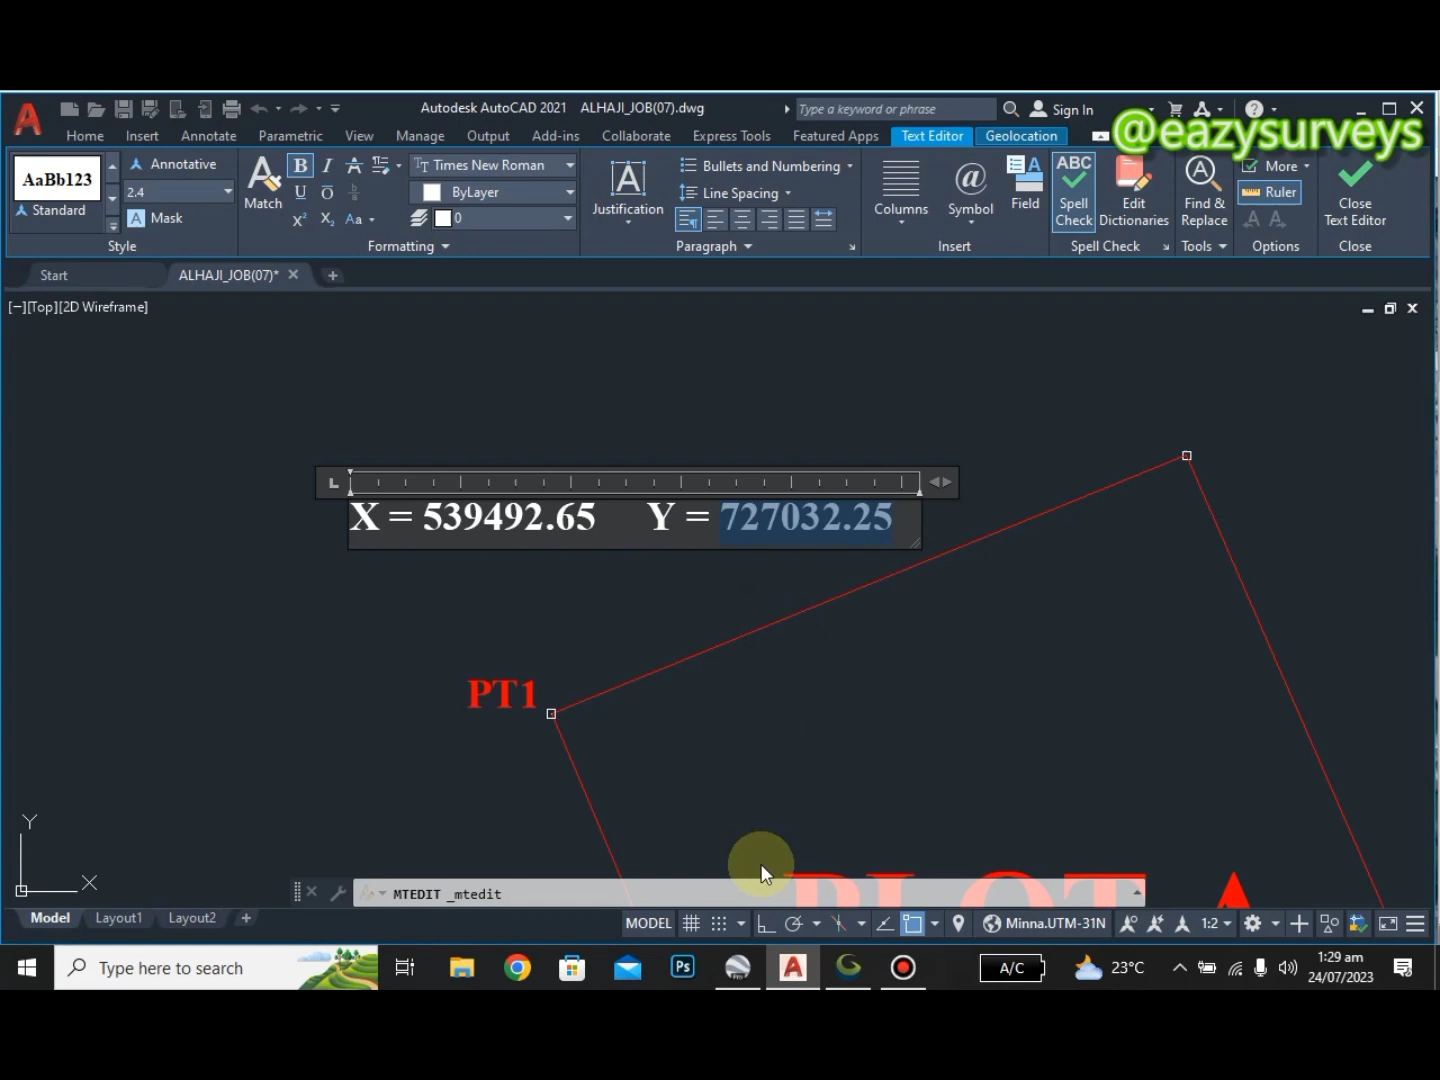 Autodesk AutoCAD 2021 ALHAJI_JOB(07).dwg
Type a keyword or phrase
Sign In
@eazysurveys
Home Insert Annotate Parametric View Manage Output Add-ins Collaborate Express Tools Featured Apps Text Editor Geolocation
AaBb123
Standard
Annotative
2.4
Mask
Style
Match
Times New Roman
ByLayer
0
Formatting
Justification
Bullets and Numbering
Line Spacing
Paragraph
Columns
Symbol
Field
Insert
ABC
Spell Check
Edit Dictionaries
Spell Check
Find & Replace
Tools
More
Ruler
Options
Close Text Editor
Close
Start
ALHAJI_JOB(07)*
[−][Top][2D Wireframe]
X = 539492.65 Y = 727032.25
PT1
PLOT A
Y
X
MTEDIT _mtedit
Model Layout1 Layout2
MODEL
Minna.UTM-31N
1:2
Type here to search
Ps
A/C
23°C
1:29 am
24/07/2023